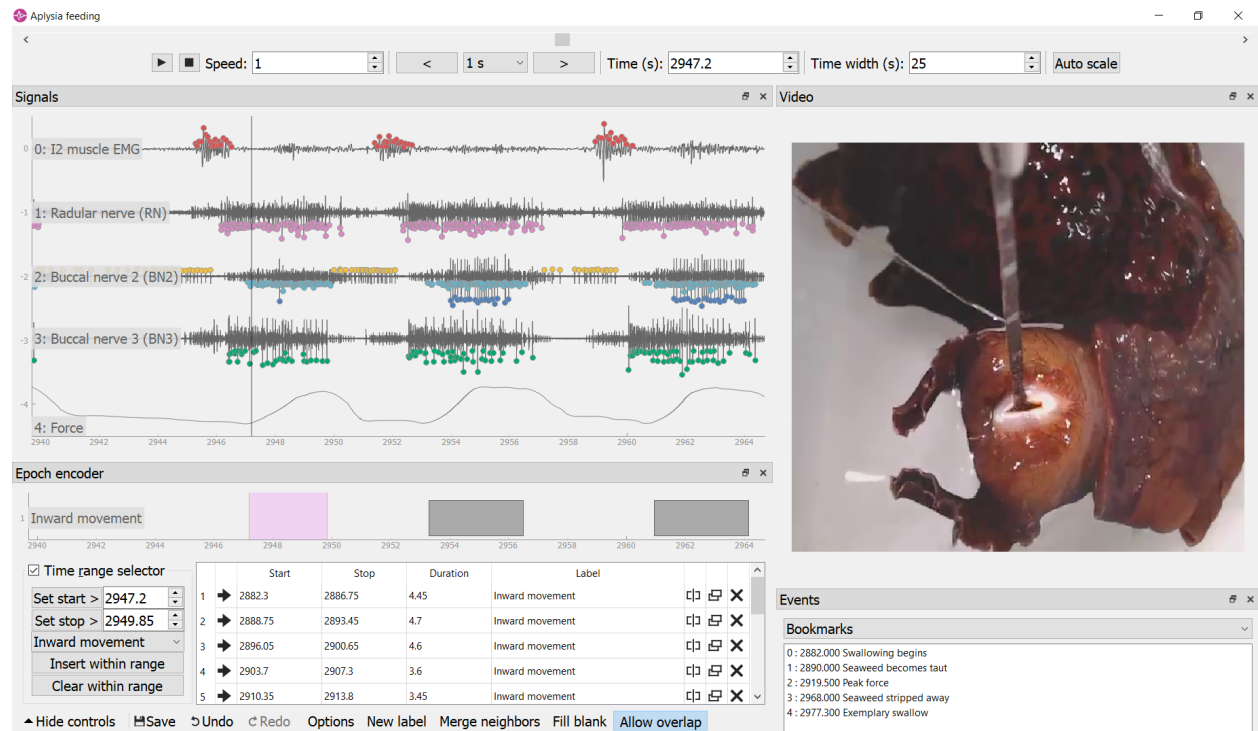 Aplysia feeding
Speed: 1 < 1 s > Time (s): 2947.2 Time width (s): 25 Auto scale
Signals
0 0: I2 muscle EMG
-1 1: Radular nerve (RN)
-2 2: Buccal nerve 2 (BN2)
-3 3: Buccal nerve 3 (BN3)
-4
4: Force
2940 2942 2944 2946 2948 2950 2952 2954 2956 2958 2960 2962 2964
Epoch encoder
1 Inward movement
2940 2942 2944 2946 2948 2950 2952 2954 2956 2958 2960 2962 2964
Time range selector
Set start > 2947.2
Set stop > 2949.85
Inward movement
Insert within range
Clear within range
Start Stop Duration Label
1 2882.3 2886.75 4.45 Inward movement
2 2888.75 2893.45 4.7 Inward movement
3 2896.05 2900.65 4.6 Inward movement
4 2903.7 2907.3 3.6 Inward movement
5 2910.35 2913.8 3.45 Inward movement
Hide controls Save Undo Redo Options New label Merge neighbors Fill blank Allow overlap
Video
Events
Bookmarks
0 : 2882.000 Swallowing begins
1 : 2890.000 Seaweed becomes taut
2 : 2919.500 Peak force
3 : 2968.000 Seaweed stripped away
4 : 2977.300 Exemplary swallow